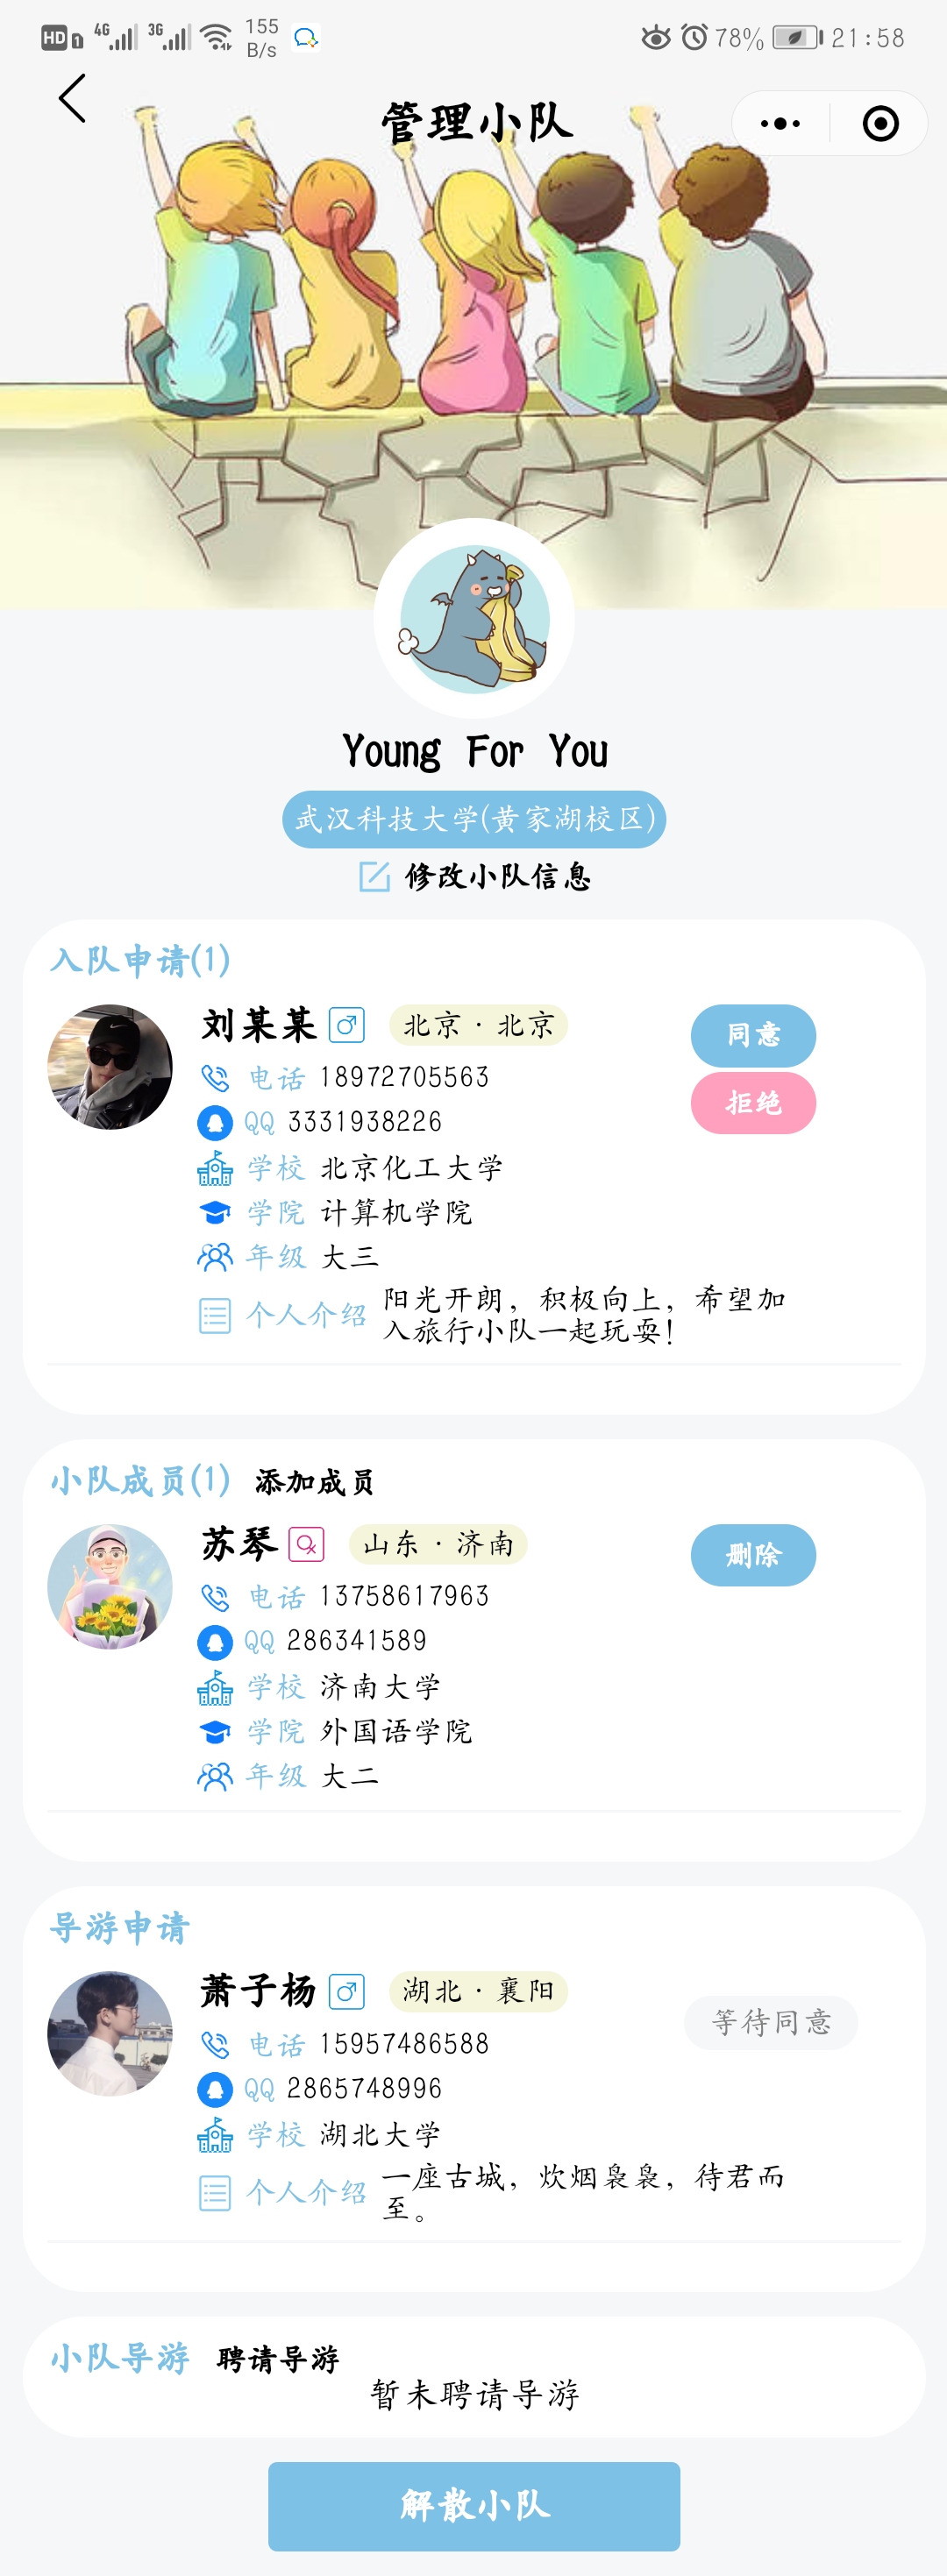 HD 1 4G 3G 155 B/s 78% 21:58
管理小队
Young For You
武汉科技大学(黄家湖校区)
修改小队信息
入队申请(1)
刘某某 北京·北京 同意
电话 18972705563
拒绝
QQ 3331938226
学校 北京化工大学
学院 计算机学院
年级 大三
个人介绍 阳光开朗，积极向上，希望加
入旅行小队一起玩耍！
小队成员(1) 添加成员
苏琴 山东·济南 删除
电话 13758617963
QQ 286341589
学校 济南大学
学院 外国语学院
年级 大二
导游申请
萧子杨 湖北·襄阳
等待同意
电话 15957486588
QQ 2865748996
学校 湖北大学
个人介绍 一座古城，炊烟袅袅，待君而
至。
小队导游 聘请导游
暂未聘请导游
解散小队